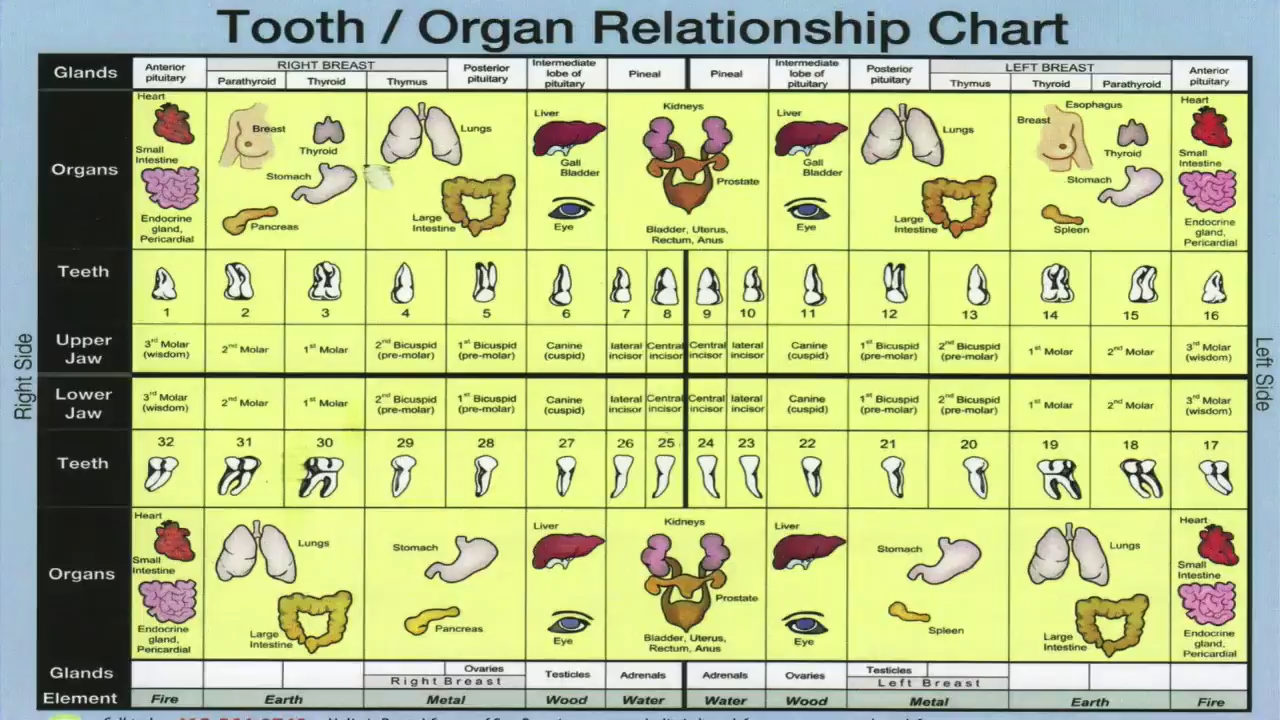 Tooth / Organ Relationship Chart
Glands
Anterior pituitary
RIGHT BREAST
Parathyroid
Thyroid
Thymus
Posterior pituitary
Intermediate lobe of pituitary
Pineal
Pineal
Intermediate lobe of pituitary
Posterior pituitary
LEFT BREAST
Thymus
Thyroid
Parathyroid
Anterior pituitary
Organs
Heart
Small Intestine
Endocrine gland, Pericardial
Breast
Thyroid
Stomach
Pancreas
Lungs
Large Intestine
Liver
Gall Bladder
Eye
Kidneys
Prostate
Bladder, Uterus, Rectum, Anus
Liver
Gall Bladder
Eye
Lungs
Large Intestine
Esophagus
Breast
Thyroid
Stomach
Spleen
Heart
Small Intestine
Endocrine gland, Pericardial
Teeth
1 2 3 4 5 6 7 8 9 10 11 12 13 14 15 16
Right Side
Left Side
Upper Jaw
3rd Molar (wisdom)
2nd Molar
1st Molar
2nd Bicuspid (pre-molar)
1st Bicuspid (pre-molar)
Canine (cuspid)
lateral incisor
Central incisor
Central incisor
lateral incisor
Canine (cuspid)
1st Bicuspid (pre-molar)
2nd Bicuspid (pre-molar)
1st Molar
2nd Molar
3rd Molar (wisdom)
Lower Jaw
3rd Molar (wisdom)
2nd Molar
1st Molar
2nd Bicuspid (pre-molar)
1st Bicuspid (pre-molar)
Canine (cuspid)
lateral incisor
Central incisor
Central incisor
lateral incisor
Canine (cuspid)
1st Bicuspid (pre-molar)
2nd Bicuspid (pre-molar)
1st Molar
2nd Molar
3rd Molar (wisdom)
Teeth
32 31 30 29 28 27 26 25 24 23 22 21 20 19 18 17
Organs
Heart
Small Intestine
Endocrine gland, Pericardial
Lungs
Large Intestine
Stomach
Pancreas
Liver
Eye
Kidneys
Prostate
Bladder, Uterus, Rectum, Anus
Liver
Eye
Stomach
Spleen
Lungs
Large Intestine
Heart
Small Intestine
Endocrine gland, Pericardial
Glands
Ovaries
Right Breast
Testicles
Adrenals
Adrenals
Ovaries
Testicles
Left Breast
Element
Fire Earth Metal Wood Water Water Wood Metal Earth Fire